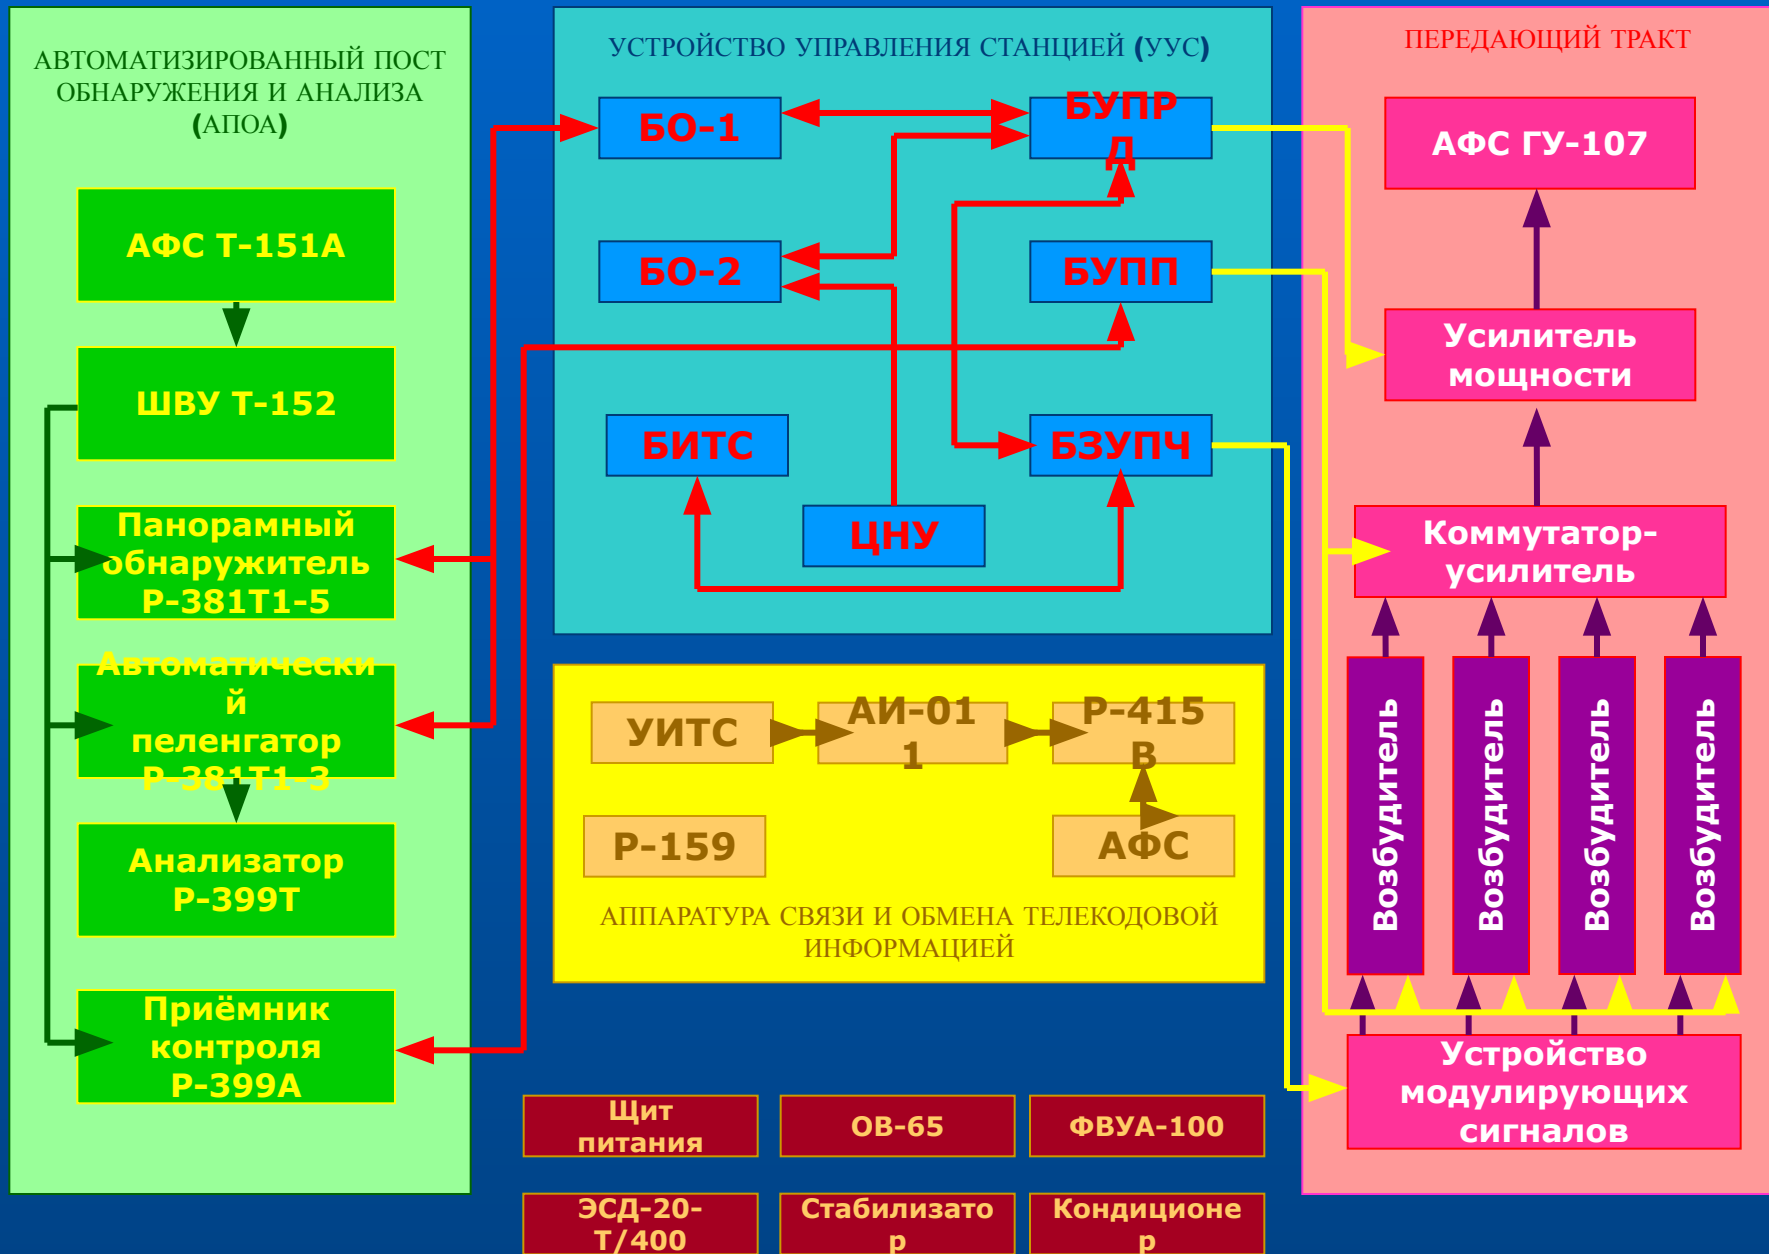 АВТОМАТИЗИРОВАННЫЙ ПОСТ
ОБНАРУЖЕНИЯ И АНАЛИЗА
(АПОА)
АФС Т-151А
ШВУ Т-152
Панорамный
обнаружитель
Р-381Т1-5
Автоматически
й
пеленгатор
Р-381Т1-3
Анализатор
Р-399Т
Приёмник
контроля
Р-399А
УСТРОЙСТВО УПРАВЛЕНИЯ СТАНЦИЕЙ (УУС)
БО-1
БУПР
Д
БО-2
БУПП
БИТС
БЗУПЧ
ЦНУ
УИТС
АИ-01
1
Р-415
В
Р-159
АФС
АППАРАТУРА СВЯЗИ И ОБМЕНА ТЕЛЕКОДОВОЙ
ИНФОРМАЦИЕЙ
Щит
питания
ОВ-65
ФВУА-100
ЭСД-20-
Т/400
Стабилизато
р
Кондиционе
р
ПЕРЕДАЮЩИЙ ТРАКТ
АФС ГУ-107
Усилитель
мощности
Коммутатор-
усилитель
Возбудитель
Возбудитель
Возбудитель
Возбудитель
Устройство
модулирующих
сигналов